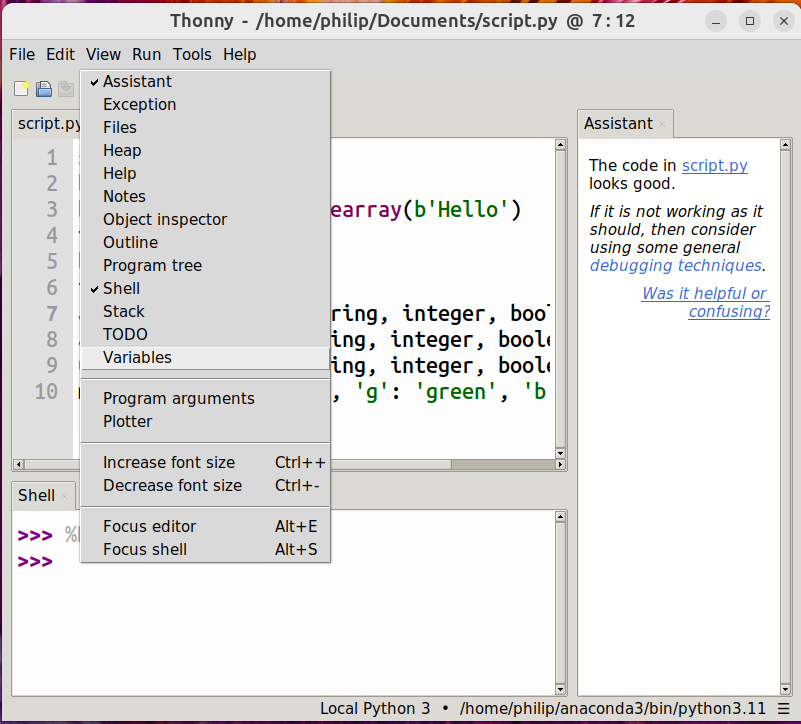 Thonny - /home/philip/Documents/script.py @ 7:12
File Edit View Run Tools Help
Assistant
Exception
Files
Heap
Help
Notes
Object inspector
Outline
Program tree
Shell
Stack
TODO
Variables
Program arguments
Plotter
Increase font size Ctrl++
Decrease font size Ctrl+-
Focus editor Alt+E
Focus shell Alt+S
script.py
1
2
3 earray(b'Hello')
4
5
6
7 ring, integer, bool
8 ing, integer, boole
9 ing, integer, boole
10 , 'g': 'green', 'b
Shell
>>> %
>>>
Assistant
The code in script.py
looks good.
If it is not working as it
should, then consider
using some general
debugging techniques.
Was it helpful or
confusing?
Local Python 3 • /home/philip/anaconda3/bin/python3.11 ☰